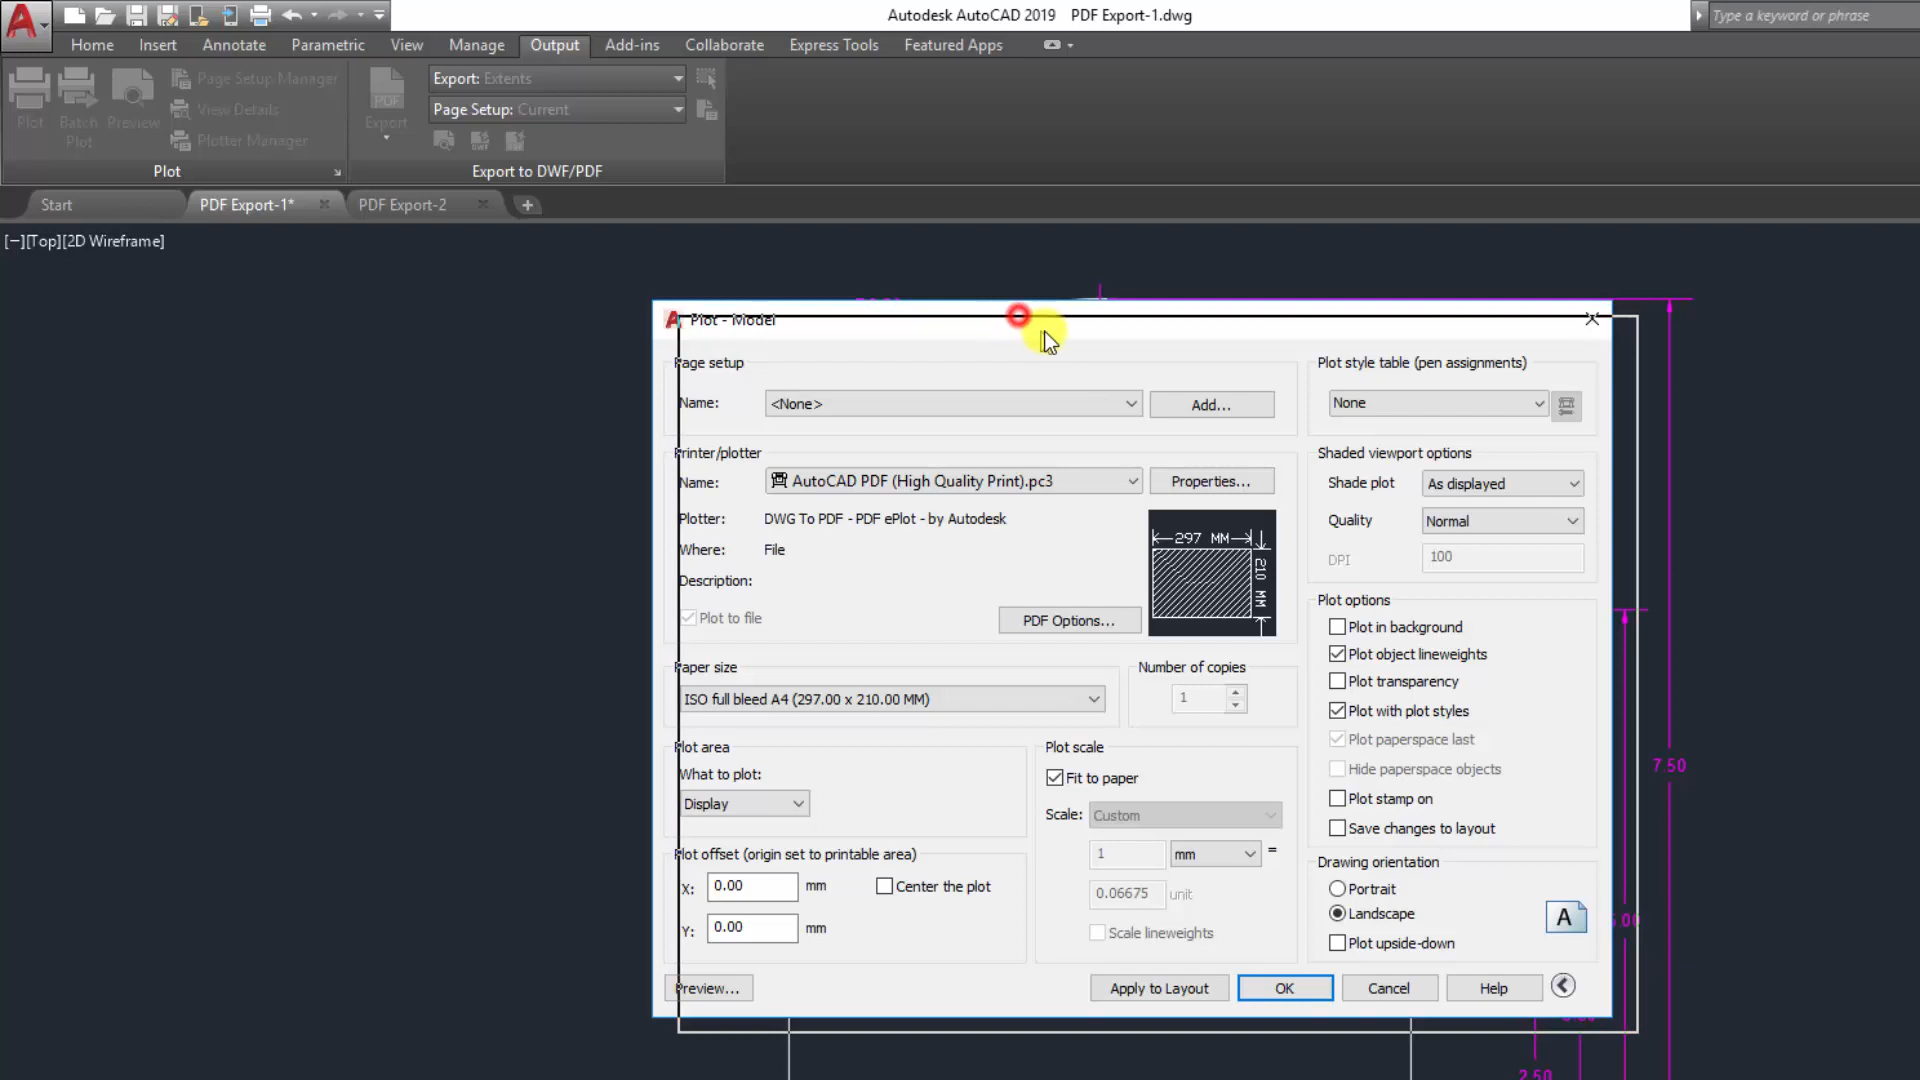 Autodesk AutoCAD 2019 PDF Export-1.dwg
Type a keyword or phrase
Home Insert Annotate Parametric View Manage Output Add-ins Collaborate Express Tools Featured Apps
Plot
Batch Plot
Preview
Page Setup Manager
View Details
Plotter Manager
Plot
PDF
Export
Export: Extents
Page Setup: Current
DWF
Export to DWF/PDF
Start
PDF Export-1*
PDF Export-2
[−][Top][2D Wireframe]
A Plot - Model
Page setup
Name: <None> Add...
Printer/plotter
Name: AutoCAD PDF (High Quality Print).pc3 Properties...
Plotter: DWG To PDF - PDF ePlot - by Autodesk
Where: File
Description:
Plot to file
PDF Options...
297 MM
210 MM
Paper size
ISO full bleed A4 (297.00 x 210.00 MM)
Number of copies
1
Plot area
What to plot:
Display
Plot offset (origin set to printable area)
X: 0.00 mm
Center the plot
Y: 0.00 mm
Plot scale
Fit to paper
Scale: Custom
1 mm =
0.06675 unit
Scale lineweights
Plot style table (pen assignments)
None
Shaded viewport options
Shade plot As displayed
Quality Normal
DPI 100
Plot options
Plot in background
Plot object lineweights
Plot transparency
Plot with plot styles
Plot paperspace last
Hide paperspace objects
Plot stamp on
Save changes to layout
Drawing orientation
Portrait
Landscape
Plot upside-down
A
Preview... Apply to Layout OK Cancel Help
7.50
2.50